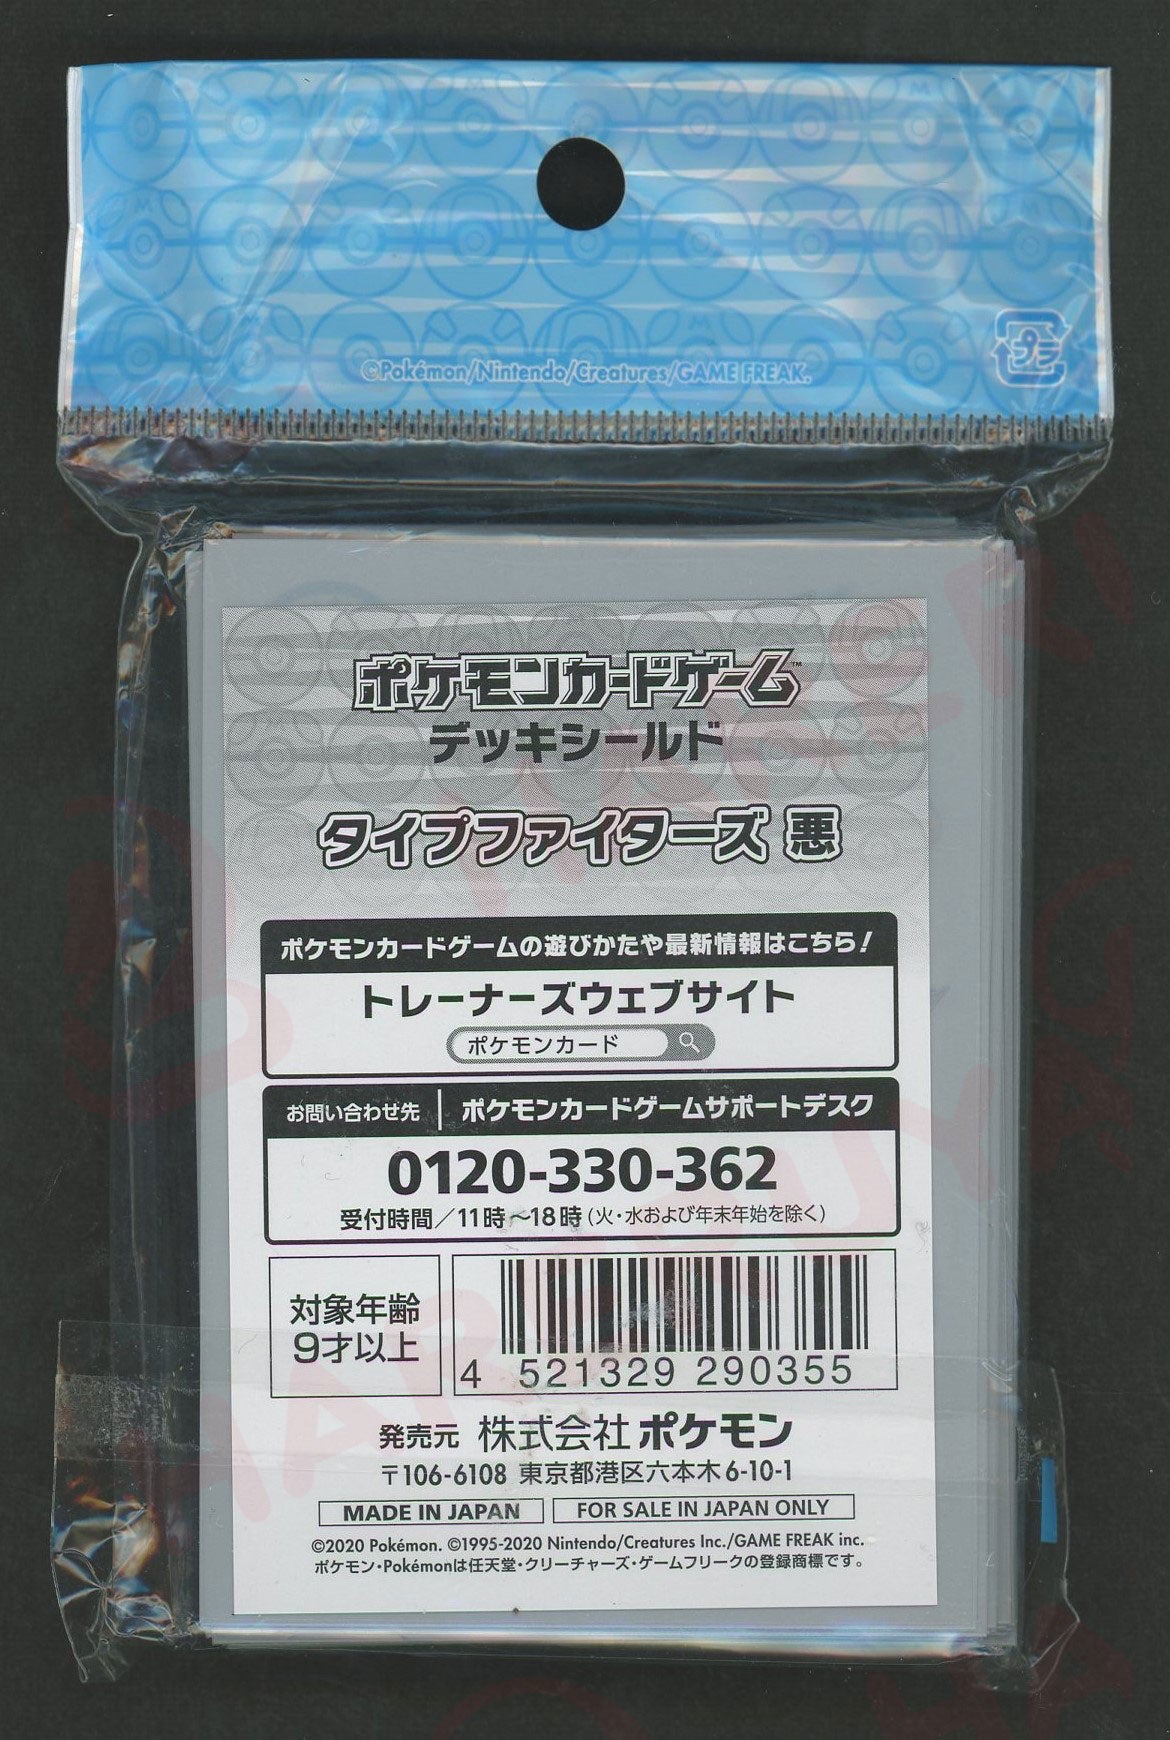 ©Pokémon/Nintendo/Creatures/GAME FREAK.
プラ
ポケモンカードゲーム™
デッキシールド
タイプファイターズ 悪
ポケモンカードゲームの遊びかたや最新情報はこちら!
トレーナーズウェブサイト
ポケモンカード
お問い合わせ先 ポケモンカードゲームサポートデスク
0120-330-362
受付時間/11時〜18時(火・水および年末年始を除く)
対象年齢
9才以上
4 521329 290355
発売元 株式会社ポケモン
〒106-6108 東京都港区六本木6-10-1
MADE IN JAPAN FOR SALE IN JAPAN ONLY
©2020 Pokémon. ©1995-2020 Nintendo/Creatures Inc./GAME FREAK inc.
ポケモン・Pokémonは任天堂・クリーチャーズ・ゲームフリークの登録商標です。